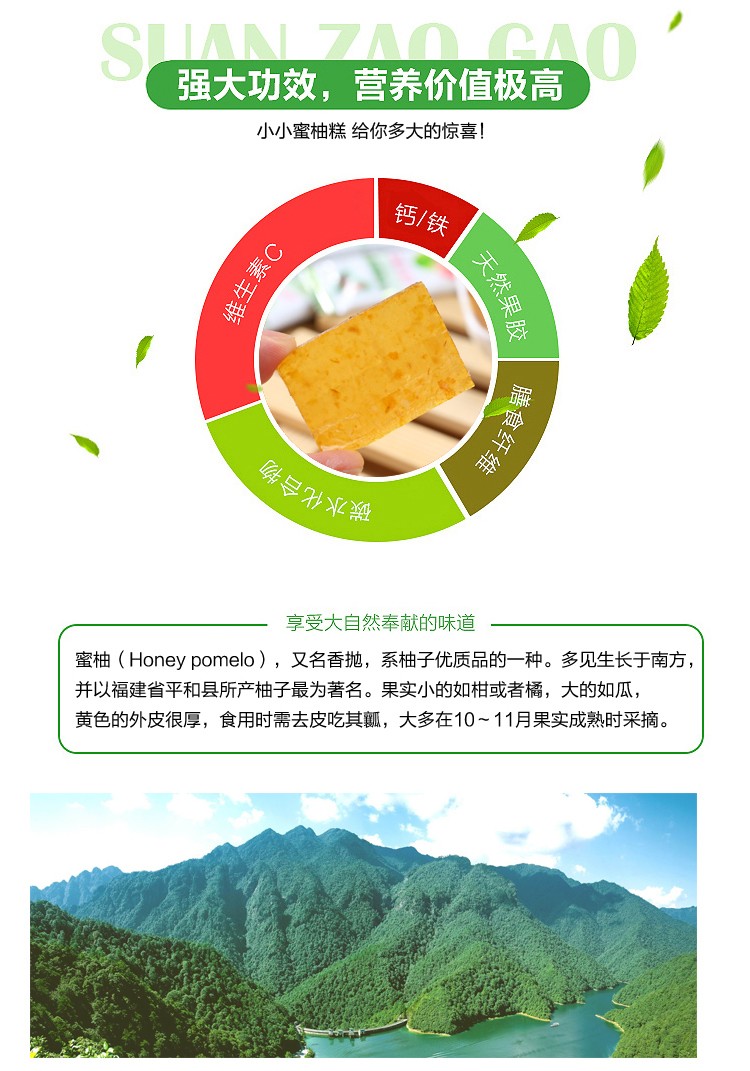 SUAN ZAO GAO
强大功效，营养价值极高
小小蜜柚糕 给你多大的惊喜！
钙/铁
天然果胶
膳食纤维
碳水化合物
维生素C
享受大自然奉献的味道
蜜柚（Honey pomelo），又名香抛，系柚子优质品的一种。多见生长于南方，
并以福建省平和县所产柚子最为著名。果实小的如柑或者橘，大的如瓜，
黄色的外皮很厚，食用时需去皮吃其瓤，大多在10～11月果实成熟时采摘。